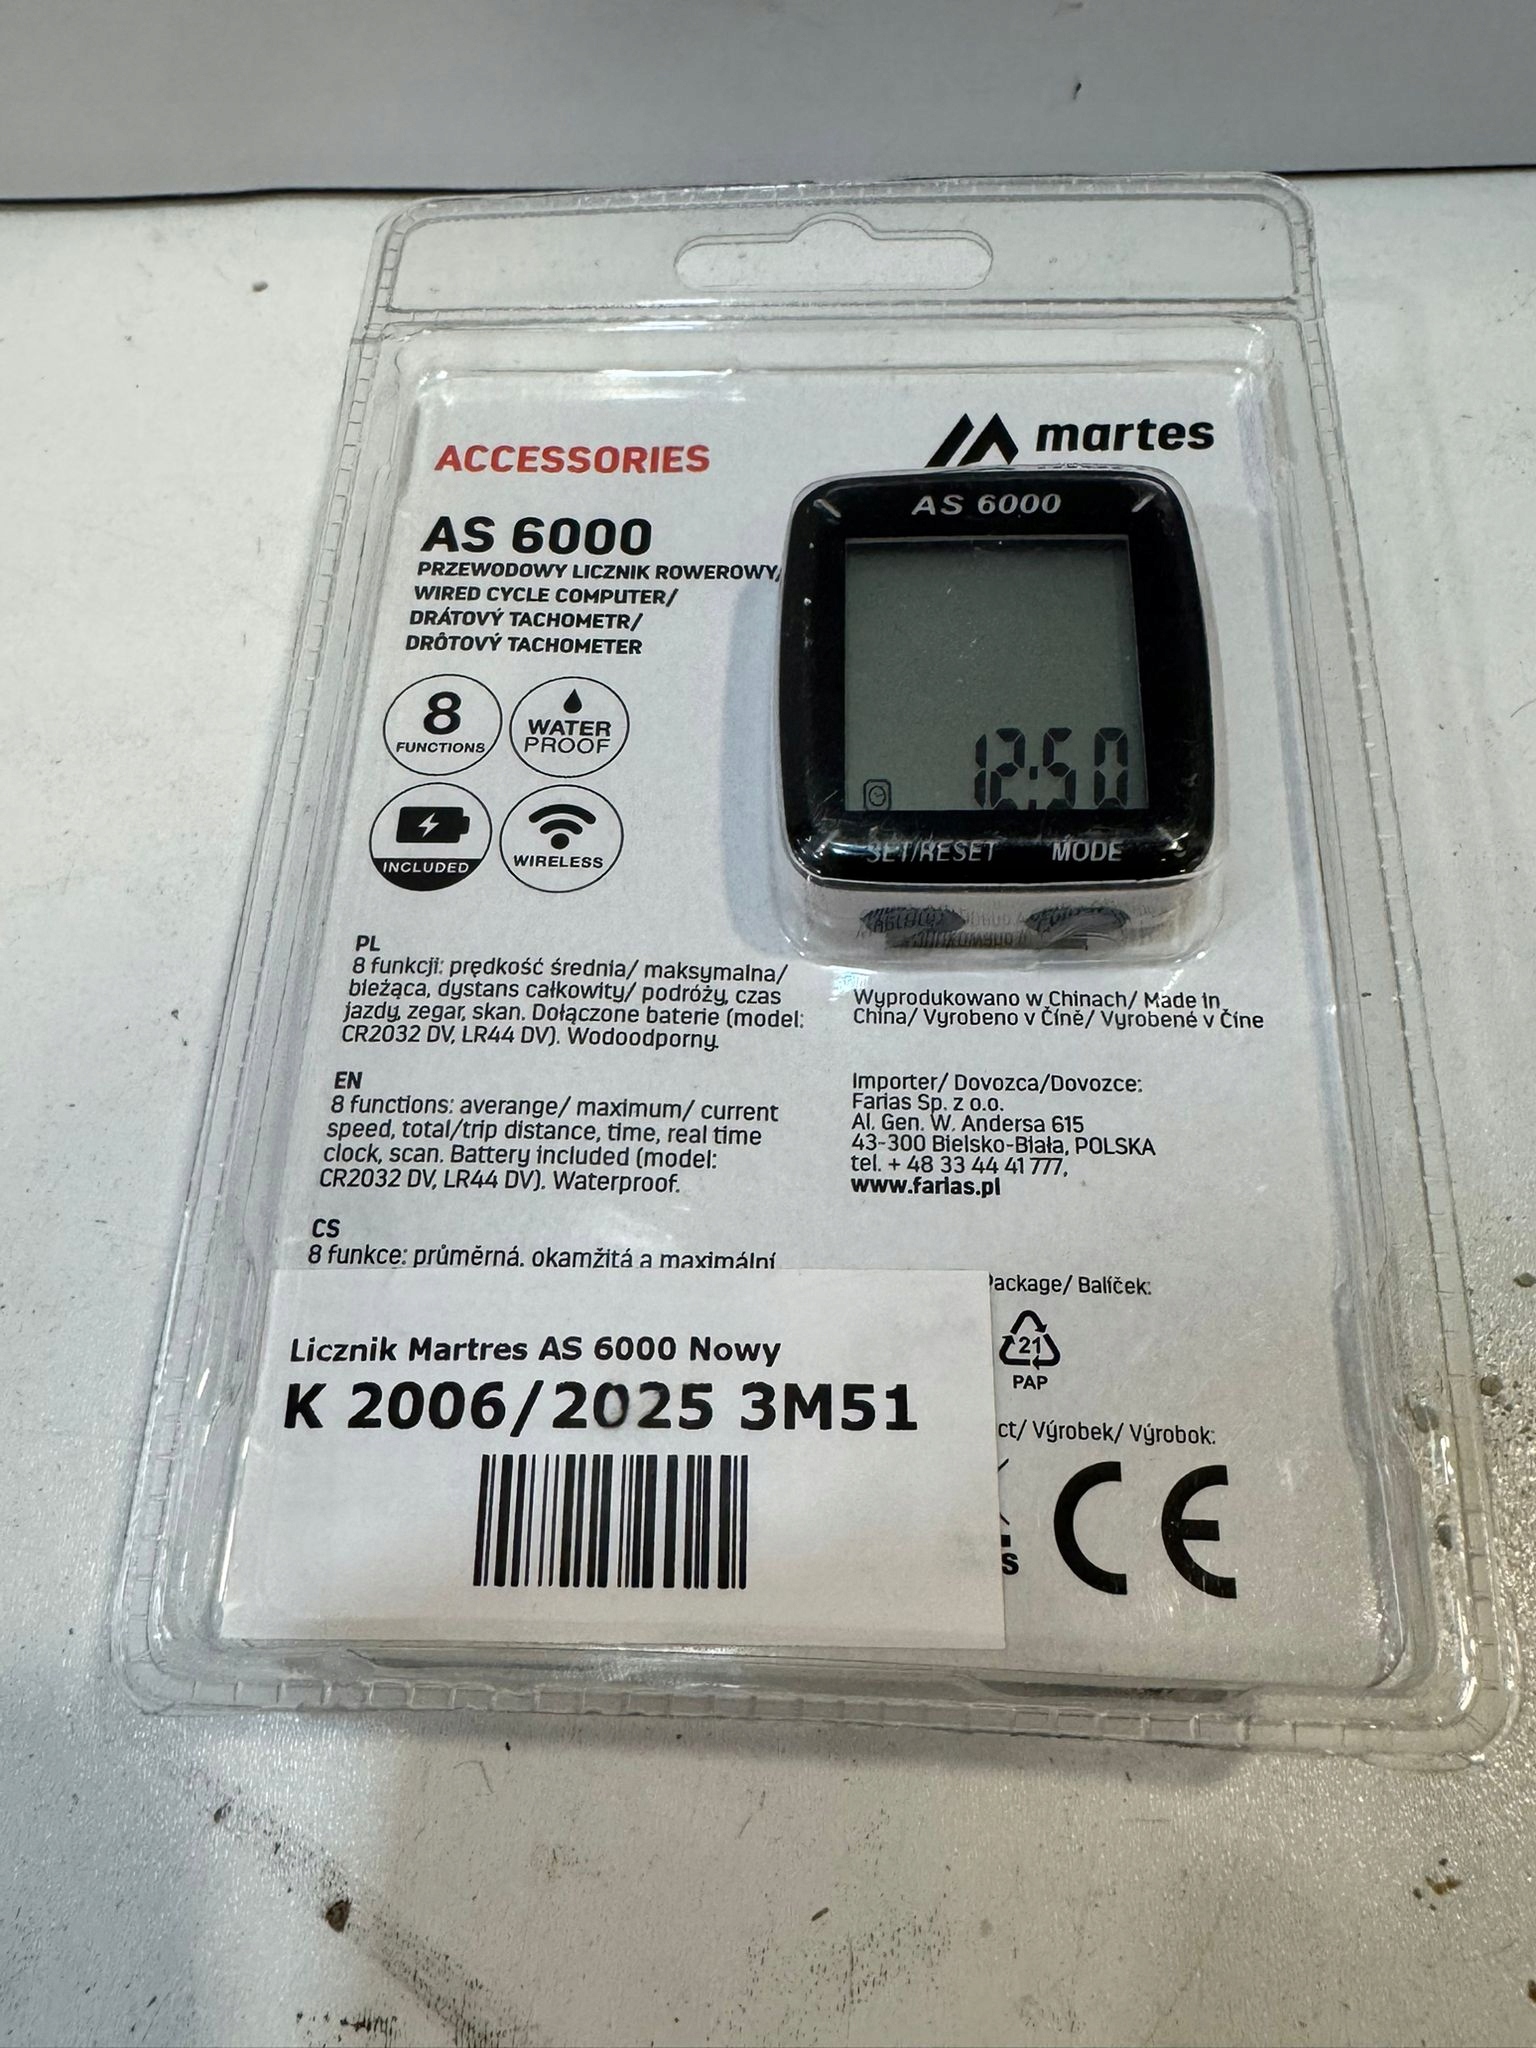 ACCESSORIES
martes
AS 6000
PRZEWODOWY LICZNIK ROWEROWY/
WIRED CYCLE COMPUTER/
DRÁTOVÝ TACHOMETR/
DRÔTOVÝ TACHOMETER
8
FUNCTIONS
WATER
PROOF
INCLUDED
WIRELESS
AS 6000
12:50
SET/RESET MODE
PL
8 funkcji: prędkość średnia/ maksymalna/
bieżąca, dystans całkowity/ podróży, czas
jazdy, zegar, skan. Dołączone baterie (model:
CR2032 DV, LR44 DV). Wodoodporny.
EN
8 functions: averange/ maximum/ current
speed, total/trip distance, time, real time
clock, scan. Battery included (model:
CR2032 DV, LR44 DV). Waterproof.
CS
8 funkce: průměrná, okamžitá a maximální
Wyprodukowano w Chinach/ Made in
China/ Vyrobeno v Číně/ Vyrobené v Číne
Importer/ Dovozca/Dovozce:
Farias Sp. z o.o.
Al. Gen. W. Andersa 615
43-300 Bielsko-Biała, POLSKA
tel. + 48 33 44 41 777,
www.farias.pl
Package/ Balíček:
21
PAP
ct/ Výrobek/ Výrobok:
S
CE
Licznik Martres AS 6000 Nowy
K 2006/2025 3M51